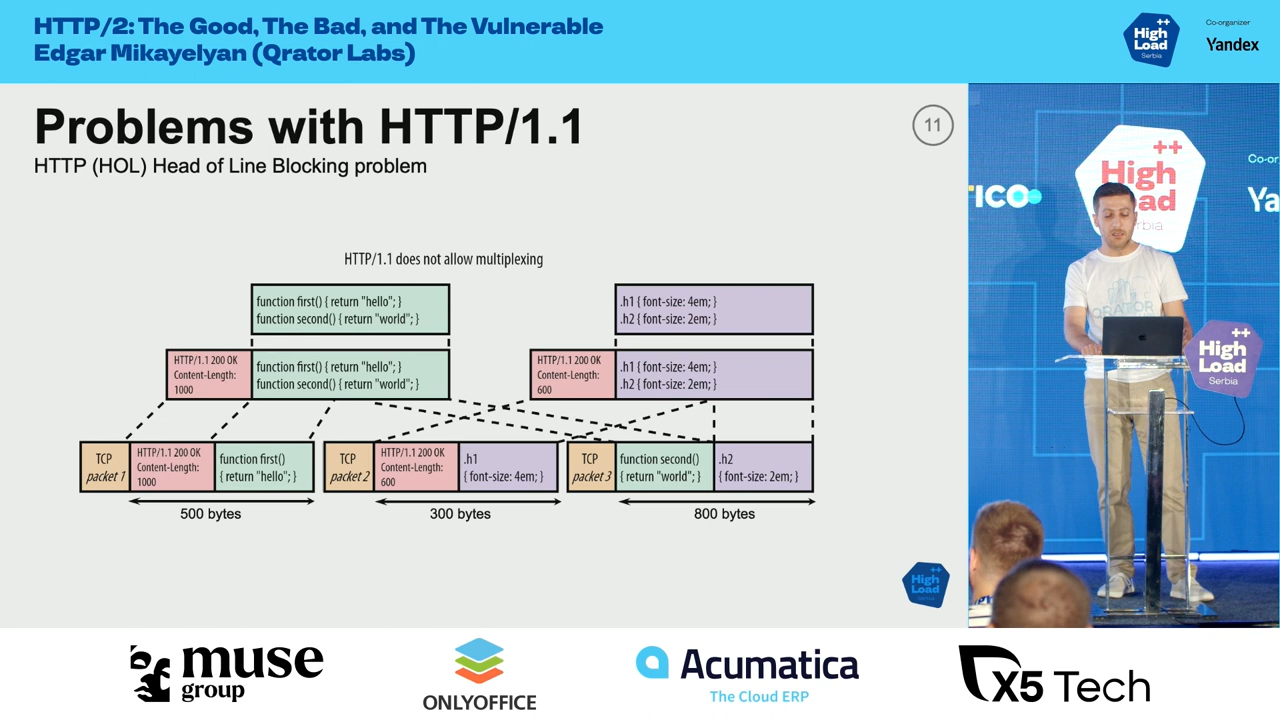 HTTP/2: The Good, The Bad, and The Vulnerable
Edgar Mikayelyan (Qrator Labs)
++
High
Load
Serbia
Co-organizer
Yandex
Problems with HTTP/1.1
11
HTTP (HOL) Head of Line Blocking problem
HTTP/1.1 does not allow multiplexing
function first() { return "hello"; }
function second() { return "world"; }
.h1 { font-size: 4em; }
.h2 { font-size: 2em; }
HTTP/1.1 200 OK
Content-Length:
1000
function first() { return "hello"; }
function second() { return "world"; }
HTTP/1.1 200 OK
Content-Length:
600
.h1 { font-size: 4em; }
.h2 { font-size: 2em; }
TCP
packet 1
HTTP/1.1 200 OK
Content-Length:
1000
function first()
{ return "hello"; }
TCP
packet 2
HTTP/1.1 200 OK
Content-Length:
600
.h1
{ font-size: 4em; }
TCP
packet 3
function second()
{ return "world"; }
.h2
{ font-size: 2em; }
500 bytes
300 bytes
800 bytes
++
High
Load
Serbia
++
High
Load
Co-or
Ya
QRATOR
++
High
Load
Serbia
muse
group
ONLYOFFICE
Acumatica
The Cloud ERP
X5 Tech